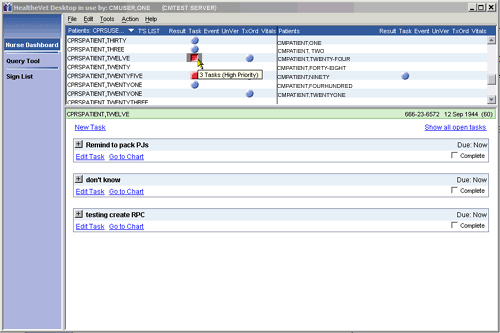 HealtheVet Desktop in use by: CMUSER,ONE (CMTEST SERVER)
File Edit Tools Action Help
Nurse Dashboard
Query Tool
Sign List
Patients: CPRSUSE... T'S LIST Result Task Event UnVer TxOrd Vitals
CPRSPATIENT,THIRTY
CPRSPATIENT,THREE
CPRSPATIENT,TWELVE
CPRSPATIENT,TWENTY
CPRSPATIENT,TWENTYFIVE
CPRSPATIENT,TWENTYONE
CPRSPATIENT,TWENTYONE
CPRSPATIENT,TWENTYTHREE
3 Tasks (High Priority)
Patients Result Task Event UnVer TxOrd Vitals
CMPATIENT,ONE
CMPATIENT, TWO
CMPATIENT,TWENTY-FOUR
CMPATIENT,FORTY-EIGHT
CMPATIENT,NINETY
CMPATIENT,FOURHUNDRED
CMPATIENT,TWENTYONE
CPRSPATIENT,TWELVE 666-23-6572 12 Sep 1944 (60)
New Task Show all open tasks
Remind to pack PJs Due: Now
Edit Task Go to Chart Complete
don't know Due: Now
Edit Task Go to Chart Complete
testing create RPC Due: Now
Edit Task Go to Chart Complete